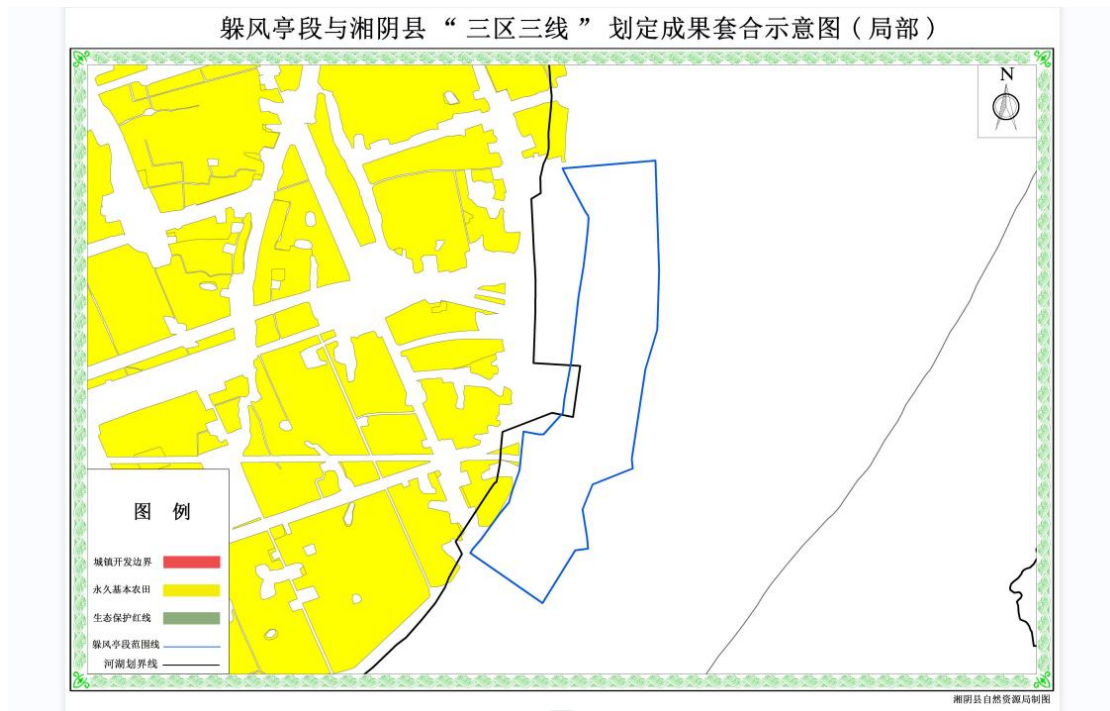 躲风亭段与湘阴县“三区三线”划定成果套合示意图（局部）
N
图 例
城镇开发边界
永久基本农田
生态保护红线
躲风亭段范围线
河湖划界线
湘阴县自然资源局制图